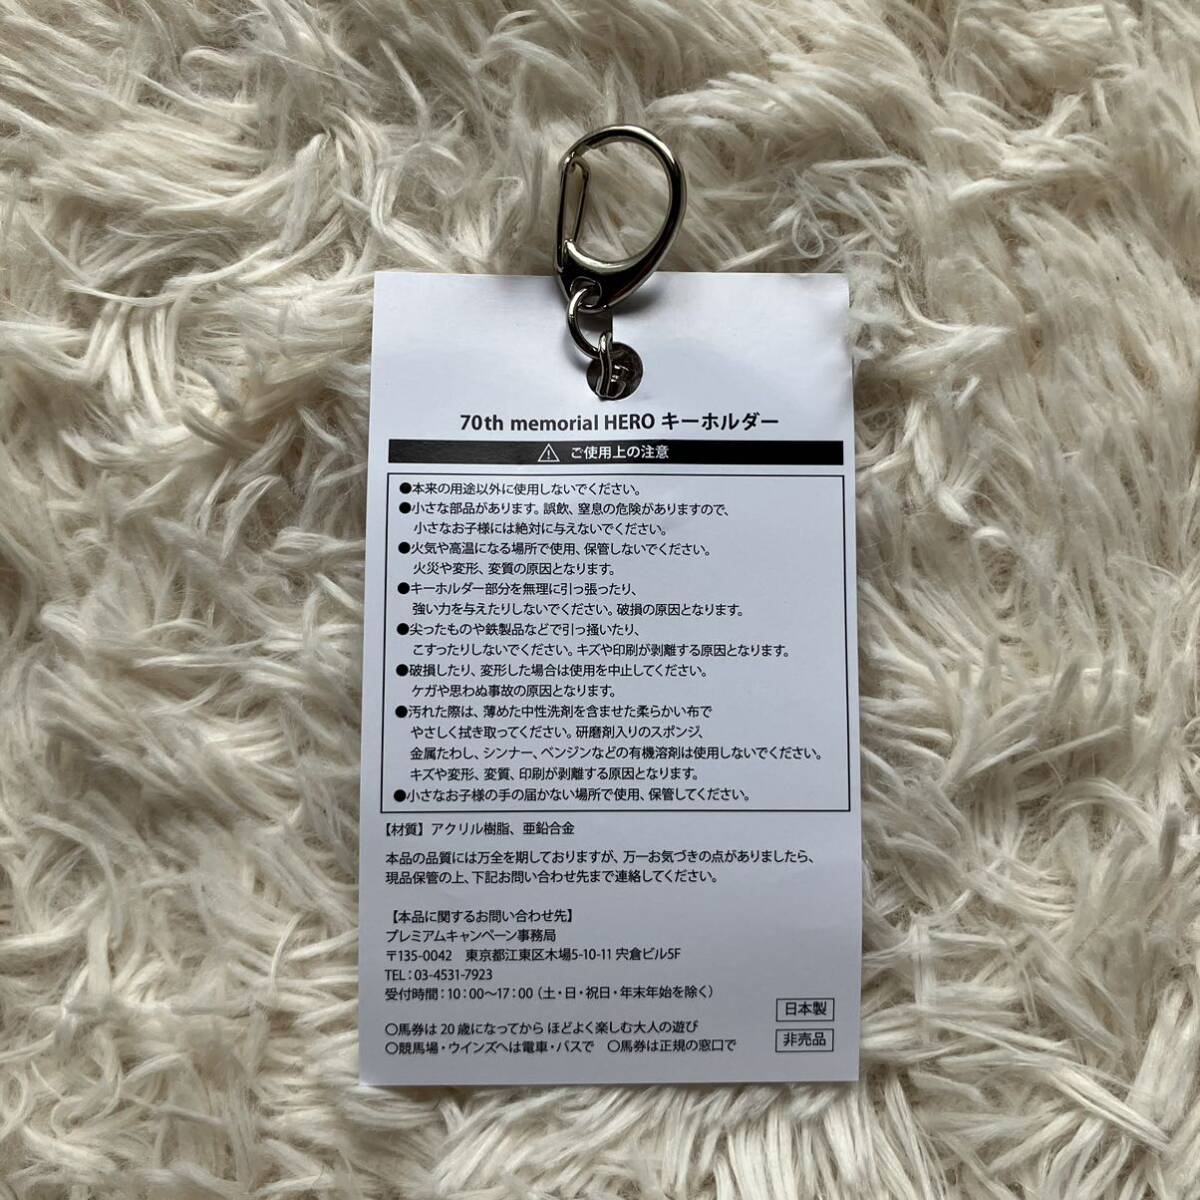 70th memorial HERO キーホルダー
ご使用上の注意
●本来の用途以外に使用しないでください。
●小さな部品があります。誤飲、窒息の危険がありますので、
小さなお子様には絶対に与えないでください。
●火気や高温になる場所で使用、保管しないでください。
火災や変形、変質の原因となります。
●キーホルダー部分を無理に引っ張ったり、
強い力を与えたりしないでください。破損の原因となります。
●尖ったものや鉄製品などで引っ掻いたり、
こすったりしないでください。キズや印刷が剥離する原因となります。
●破損したり、変形した場合は使用を中止してください。
ケガや思わぬ事故の原因となります。
●汚れた際は、薄めた中性洗剤を含ませた柔らかい布で
やさしく拭き取ってください。研磨剤入りのスポンジ、
金属たわし、シンナー、ベンジンなどの有機溶剤は使用しないでください。
キズや変形、変質、印刷が剥離する原因となります。
●小さなお子様の手の届かない場所で使用、保管してください。
【材質】アクリル樹脂、亜鉛合金
本品の品質には万全を期しておりますが、万一お気づきの点がありましたら、
現品保管の上、下記お問い合わせ先まで連絡してください。
【本品に関するお問い合わせ先】
プレミアムキャンペーン事務局
〒135-0042 東京都江東区木場5-10-11 宍倉ビル5F
TEL:03-4531-7923
受付時間:10:00〜17:00(土・日・祝日・年末年始を除く)
日本製
○馬券は20歳になってから ほどよく楽しむ大人の遊び
○競馬場・ウインズへは電車・バスで ○馬券は正規の窓口で
非売品